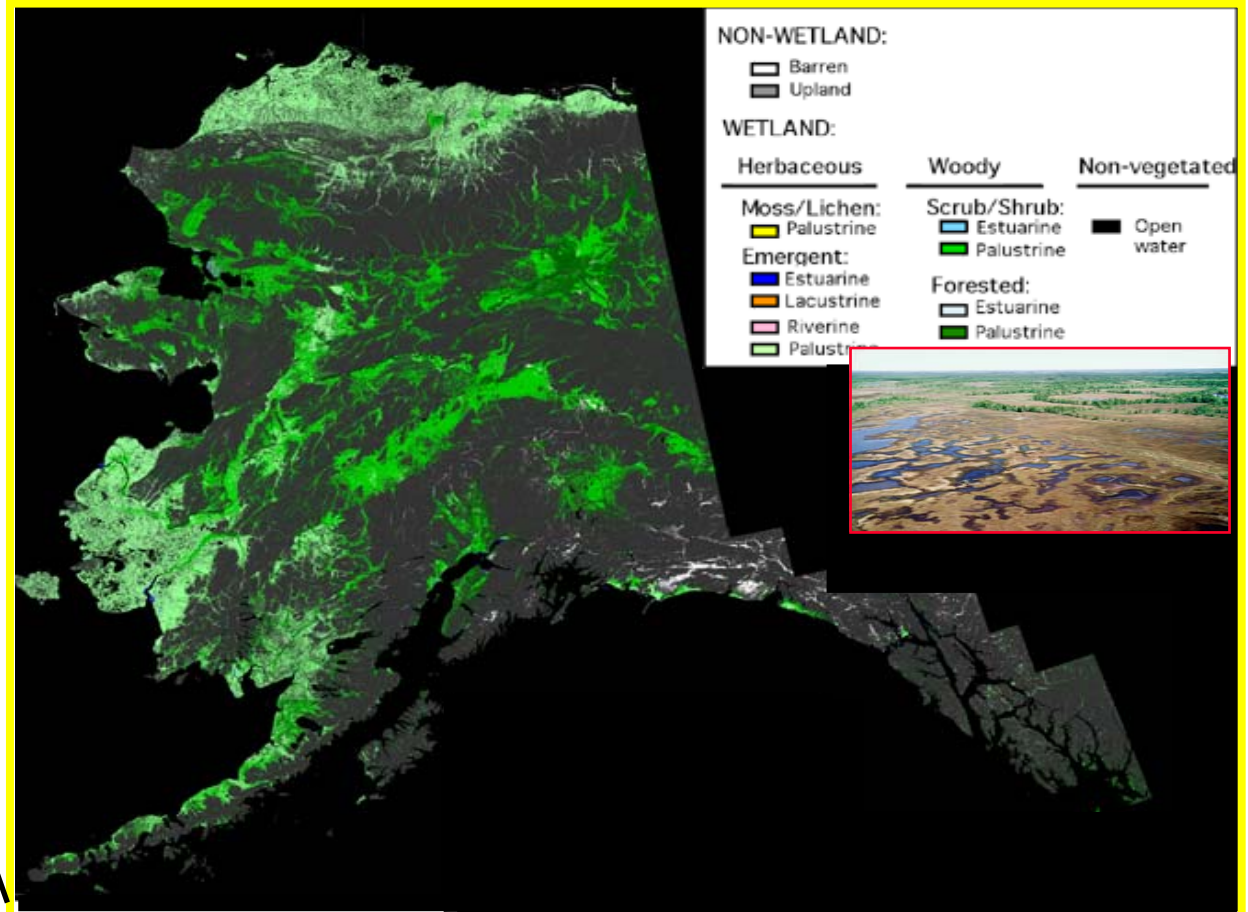 NON-WETLAND:
Barren
Upland
WETLAND:
Herbaceous
Moss/Lichen:
Palustrine
Emergent:
Estuarine
Lacustrine
Riverine
Palustrine
Woody
Scrub/Shrub:
Estuarine
Palustrine
Forested:
Estuarine
Palustrine
Non-vegetated
Open
water